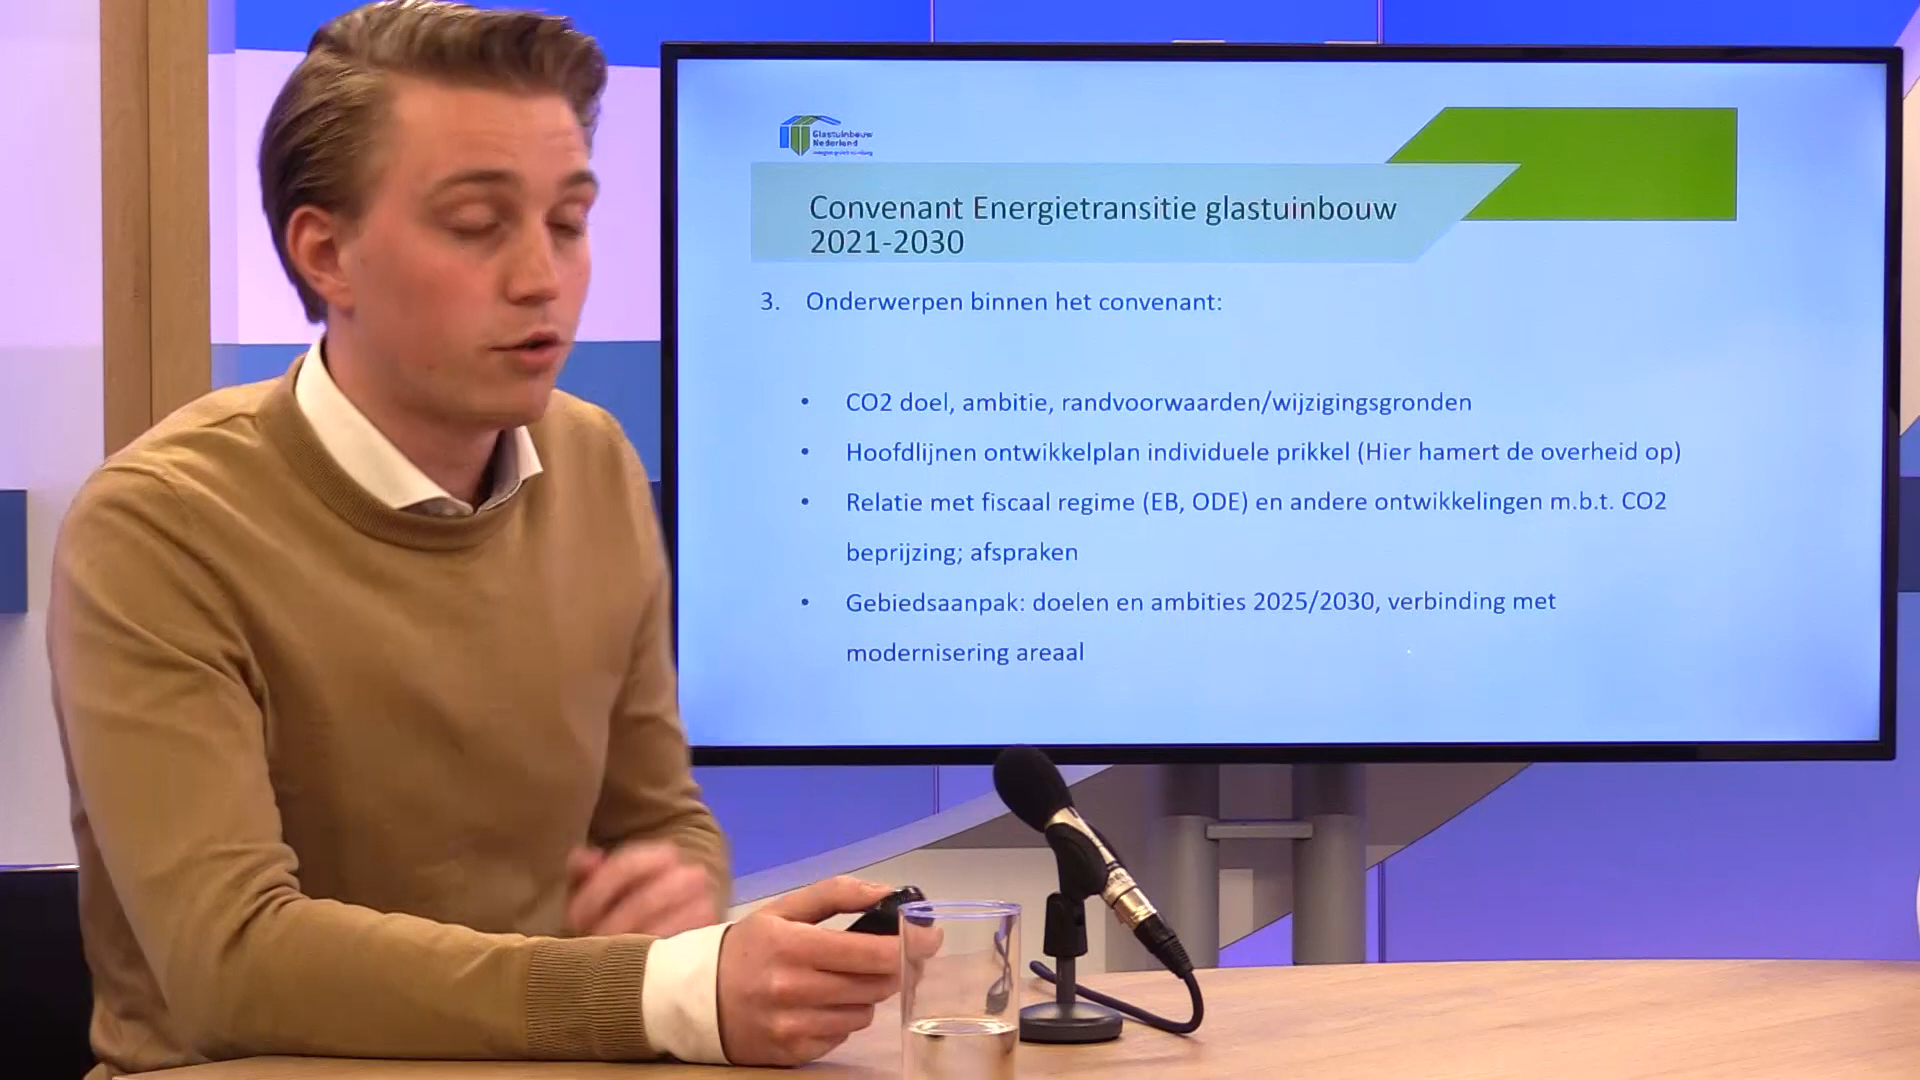 Glastuinbouw
Nederland
Convenant Energietransitie glastuinbouw
2021-2030
3. Onderwerpen binnen het convenant:
• CO2 doel, ambitie, randvoorwaarden/wijzigingsgronden
• Hoofdlijnen ontwikkelplan individuele prikkel (Hier hamert de overheid op)
• Relatie met fiscaal regime (EB, ODE) en andere ontwikkelingen m.b.t. CO2
beprijzing; afspraken
• Gebiedsaanpak: doelen en ambities 2025/2030, verbinding met
modernisering areaal